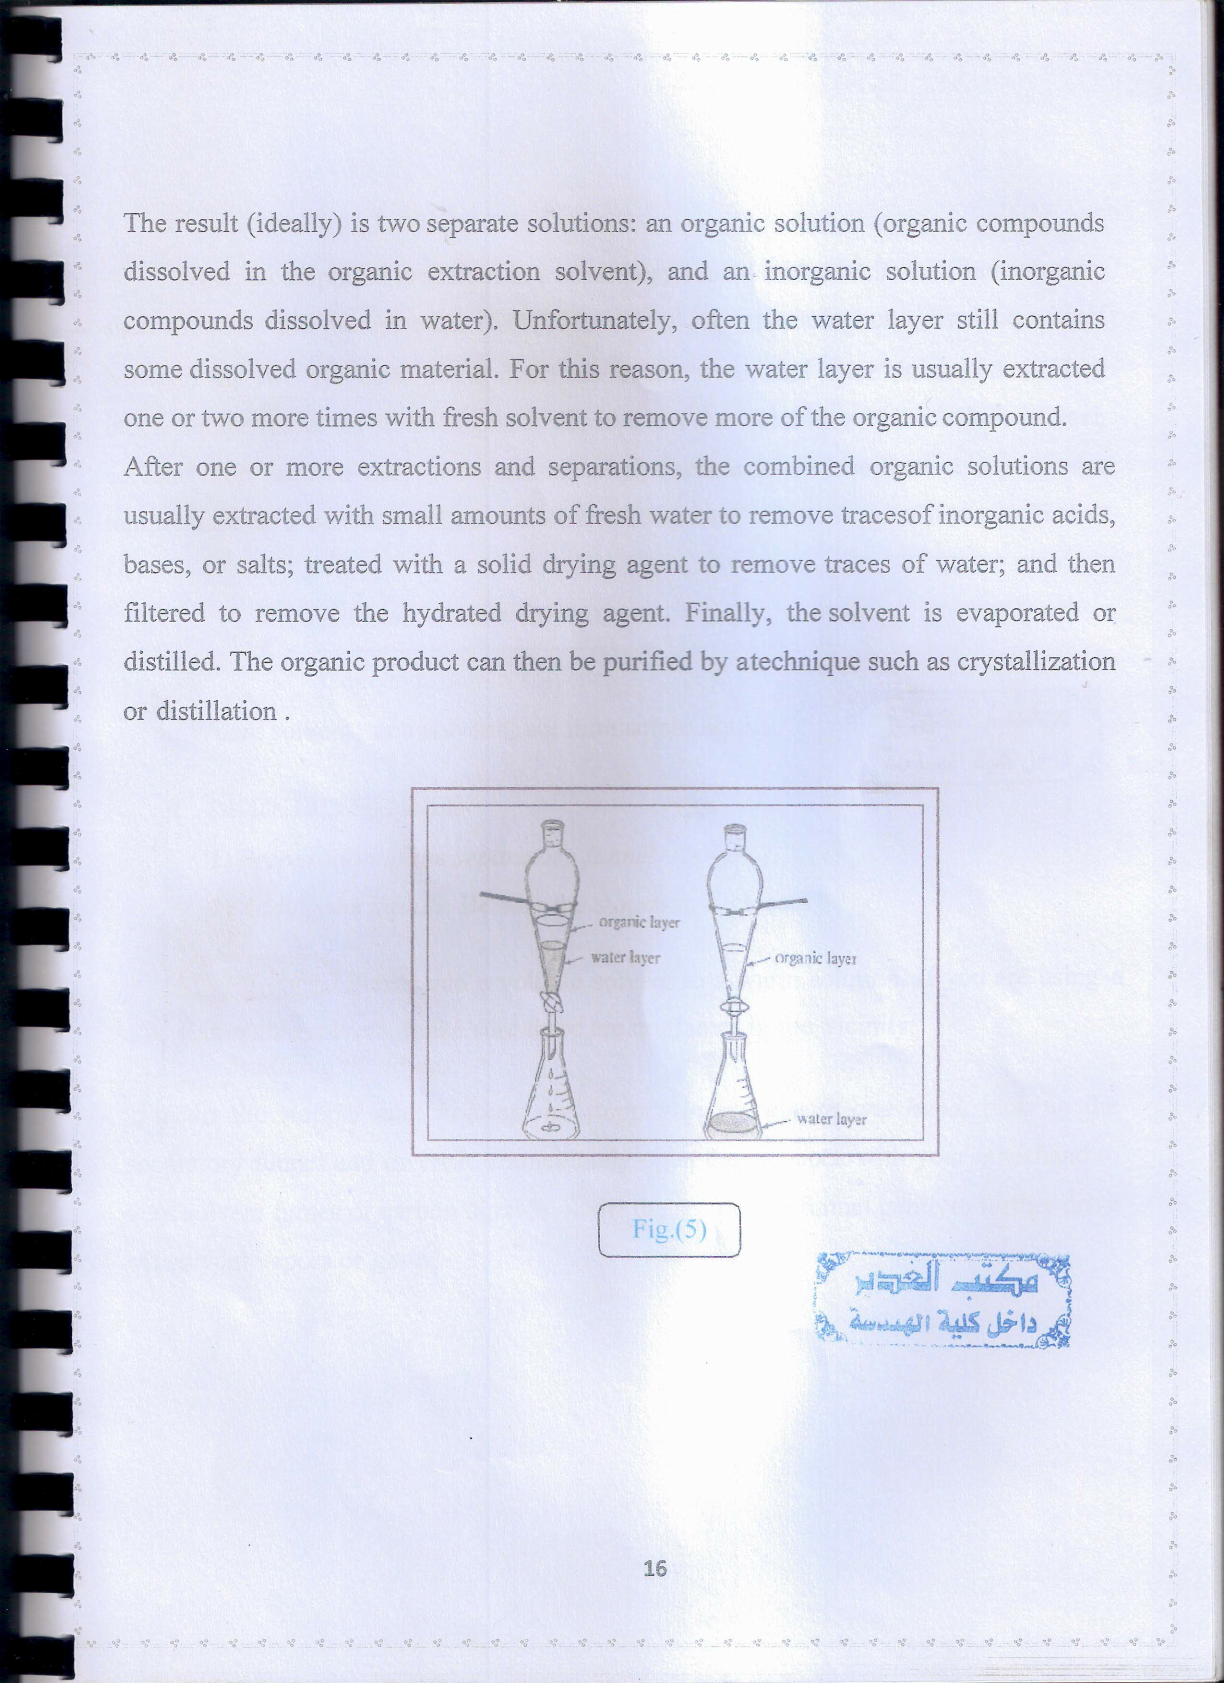 The result (ideally) is two separate solutions: an organic solution (organic compounds
dissolved in the organic extraction solvent), and an inorganic solution (inorganic
compounds dissolved in water). Unfortunately, often the water layer still contains
some dissolved organic material. For this reason, the water layer is usually extracted
one or two more times with fresh solvent to remove more of the organic compound.
After one or more extractions and separations, the combined organic solutions are
usually extracted with small amounts of fresh water to remove tracesof inorganic acids,
bases, or salts; treated with a solid drying agent to remove traces of water; and then
filtered to remove the hydrated drying agent. Finally, the solvent is evaporated or
distilled. The organic product can then be purified by atechnique such as crystallization
or distillation .
organic layer
water layer
organic layer
water layer
Fig.(5)
مكتب الغدير
داخل كلية الهندسة
16